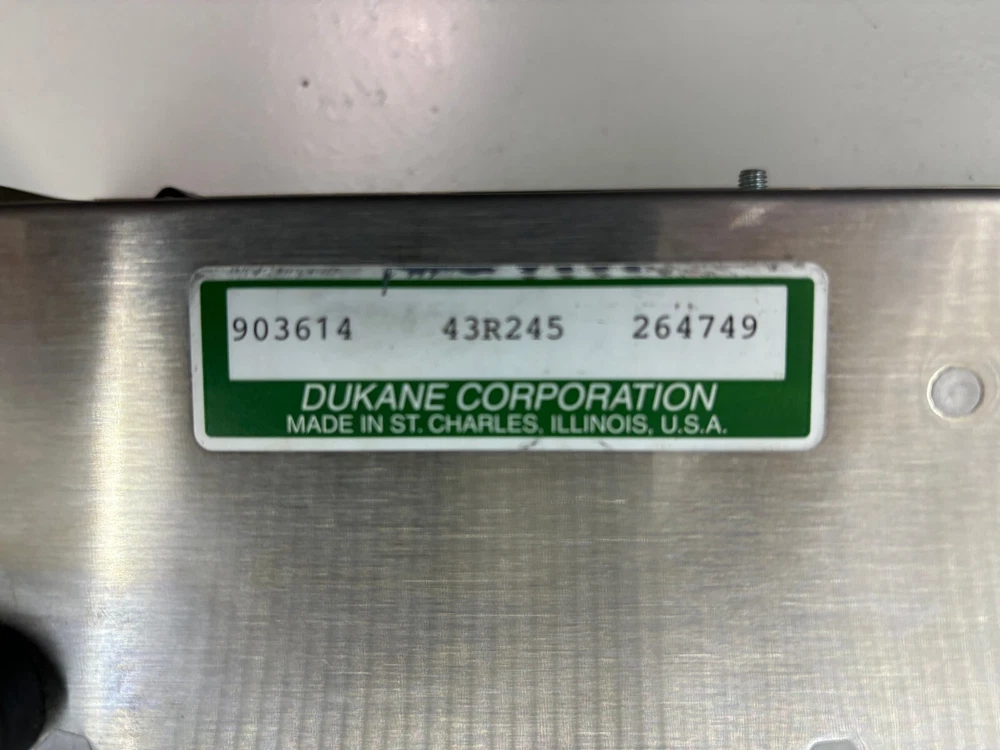 903614 43R245 264749
DUKANE CORPORATION
MADE IN ST. CHARLES, ILLINOIS, U.S.A.